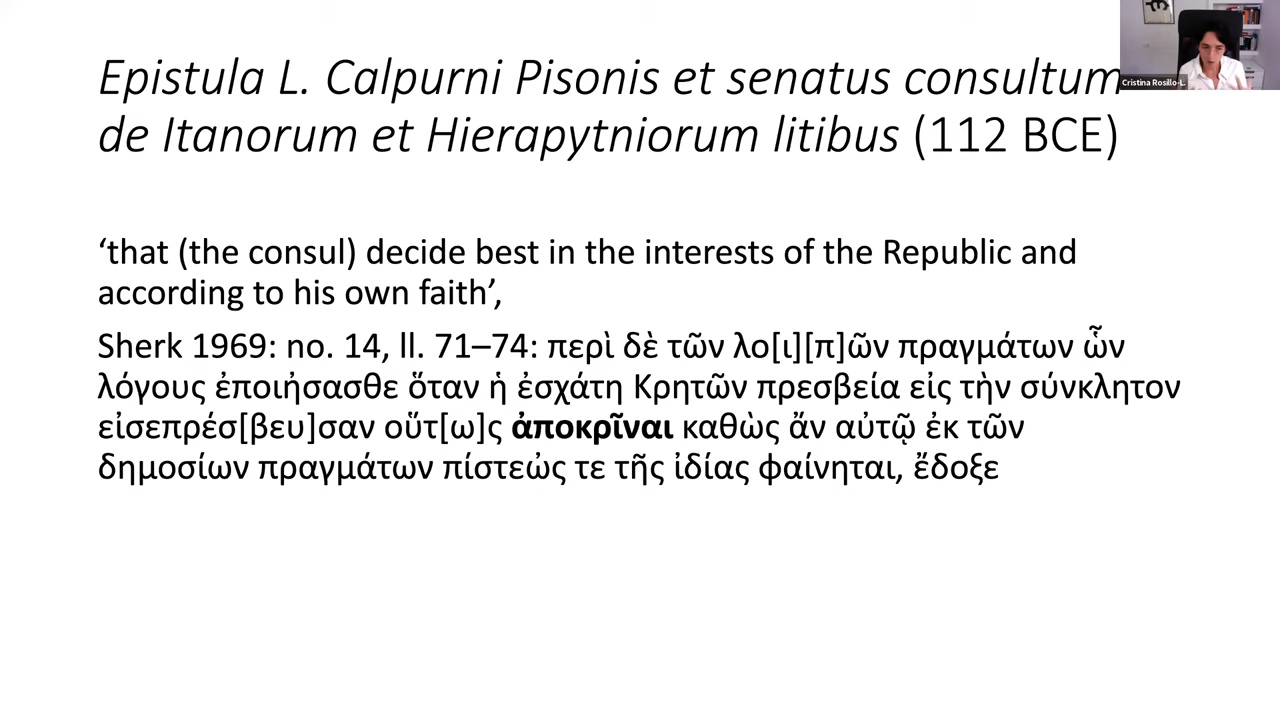 Epistula L. Calpurni Pisonis et senatus consultum
de Itanorum et Hierapytniorum litibus (112 BCE)
Cristina Rosillo-L.
‘that (the consul) decide best in the interests of the Republic and
according to his own faith’,
Sherk 1969: no. 14, ll. 71–74: περὶ δὲ τῶν λο[ι][π]ῶν πραγμάτων ὧν
λόγους ἐποιήσασθε ὅταν ἡ ἐσχάτη Κρητῶν πρεσβεία εἰς τὴν σύνκλητον
εἰσεπρέσ[βευ]σαν οὕτ[ω]ς ἀποκρῖναι καθὼς ἄν αὐτῷ ἐκ τῶν
δημοσίων πραγμάτων πίστεὠς τε τῆς ἰδίας φαίνηται, ἔδοξε